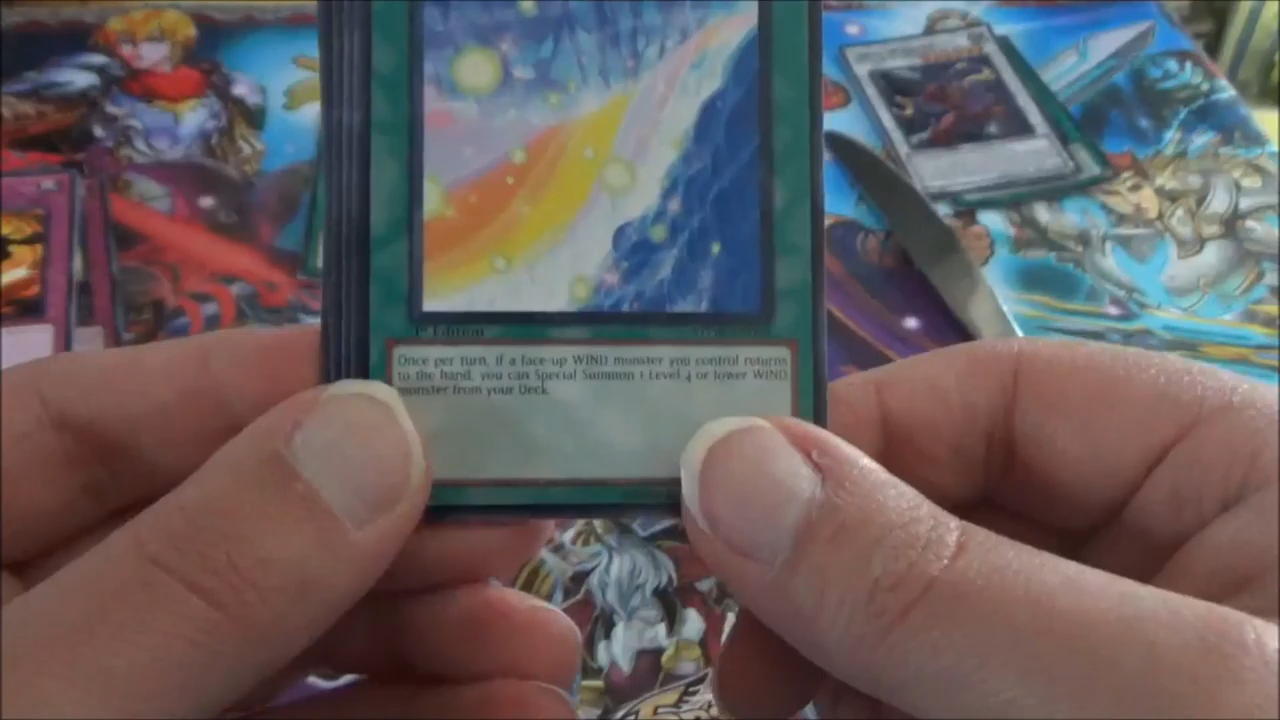 1st Edition
Once per turn, if a face-up WIND monster you control returns
to the hand, you can Special Summon 1 Level 4 or lower WIND
monster from your Deck.